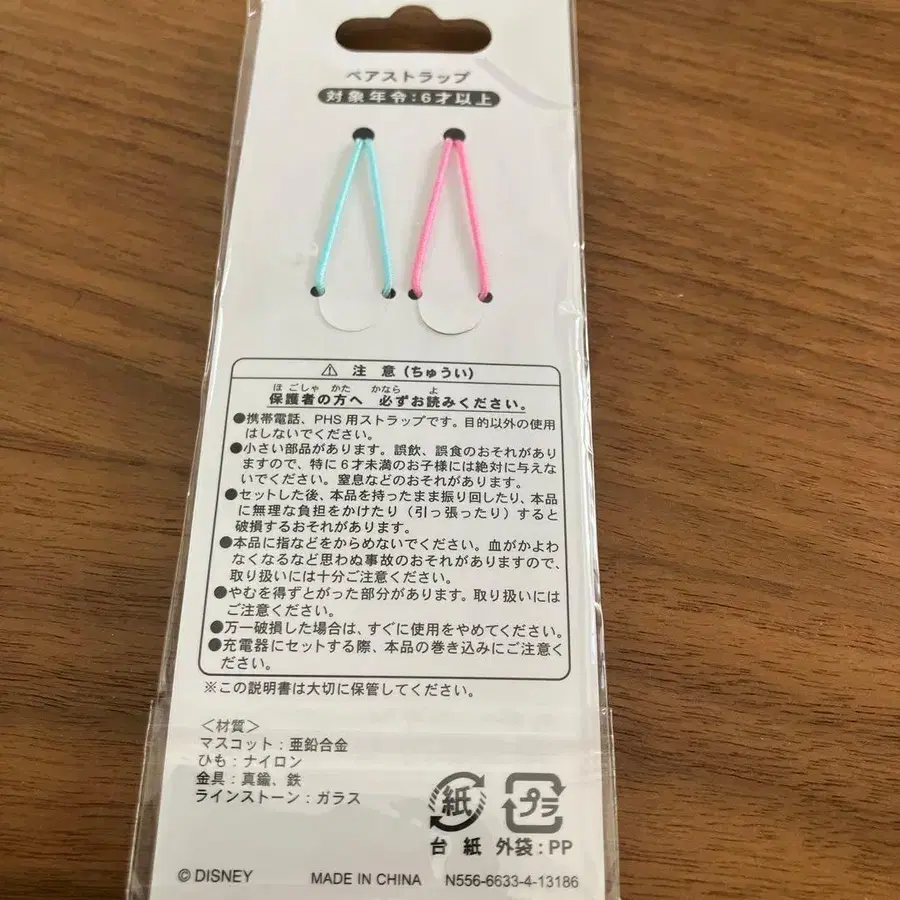 ペアストラップ
対象年令:6才以上
⚠ 注 意(ちゅうい)
ほごしゃ かた かなら よ
保護者の方へ 必ずお読みください。
●携帯電話、PHS用ストラップです。目的以外の使用
はしないでください。
●小さい部品があります。誤飲、誤食のおそれがあり
ますので、特に6才未満のお子様には絶対に与えな
いでください。窒息などのおそれがあります。
●セットした後、本品を持ったまま振り回したり、本品
に無理な負担をかけたり(引っ張ったり)すると
破損するおそれがあります。
●本品に指などをからめないでください。血がかよわ
なくなるなど思わぬ事故のおそれがありますので、
取り扱いには十分ご注意ください。
●やむを得ずとがった部分があります。取り扱いには
ご注意ください。
●万一破損した場合は、すぐに使用をやめてください。
●充電器にセットする際、本品の巻き込みにご注意く
ださい。
※この説明書は大切に保管してください。
<材質>
マスコット:亜鉛合金
ひも:ナイロン
金具:真鍮、鉄
ラインストーン:ガラス
紙 プラ
台 紙 外袋:PP
© DISNEY MADE IN CHINA N556-6633-4-13186